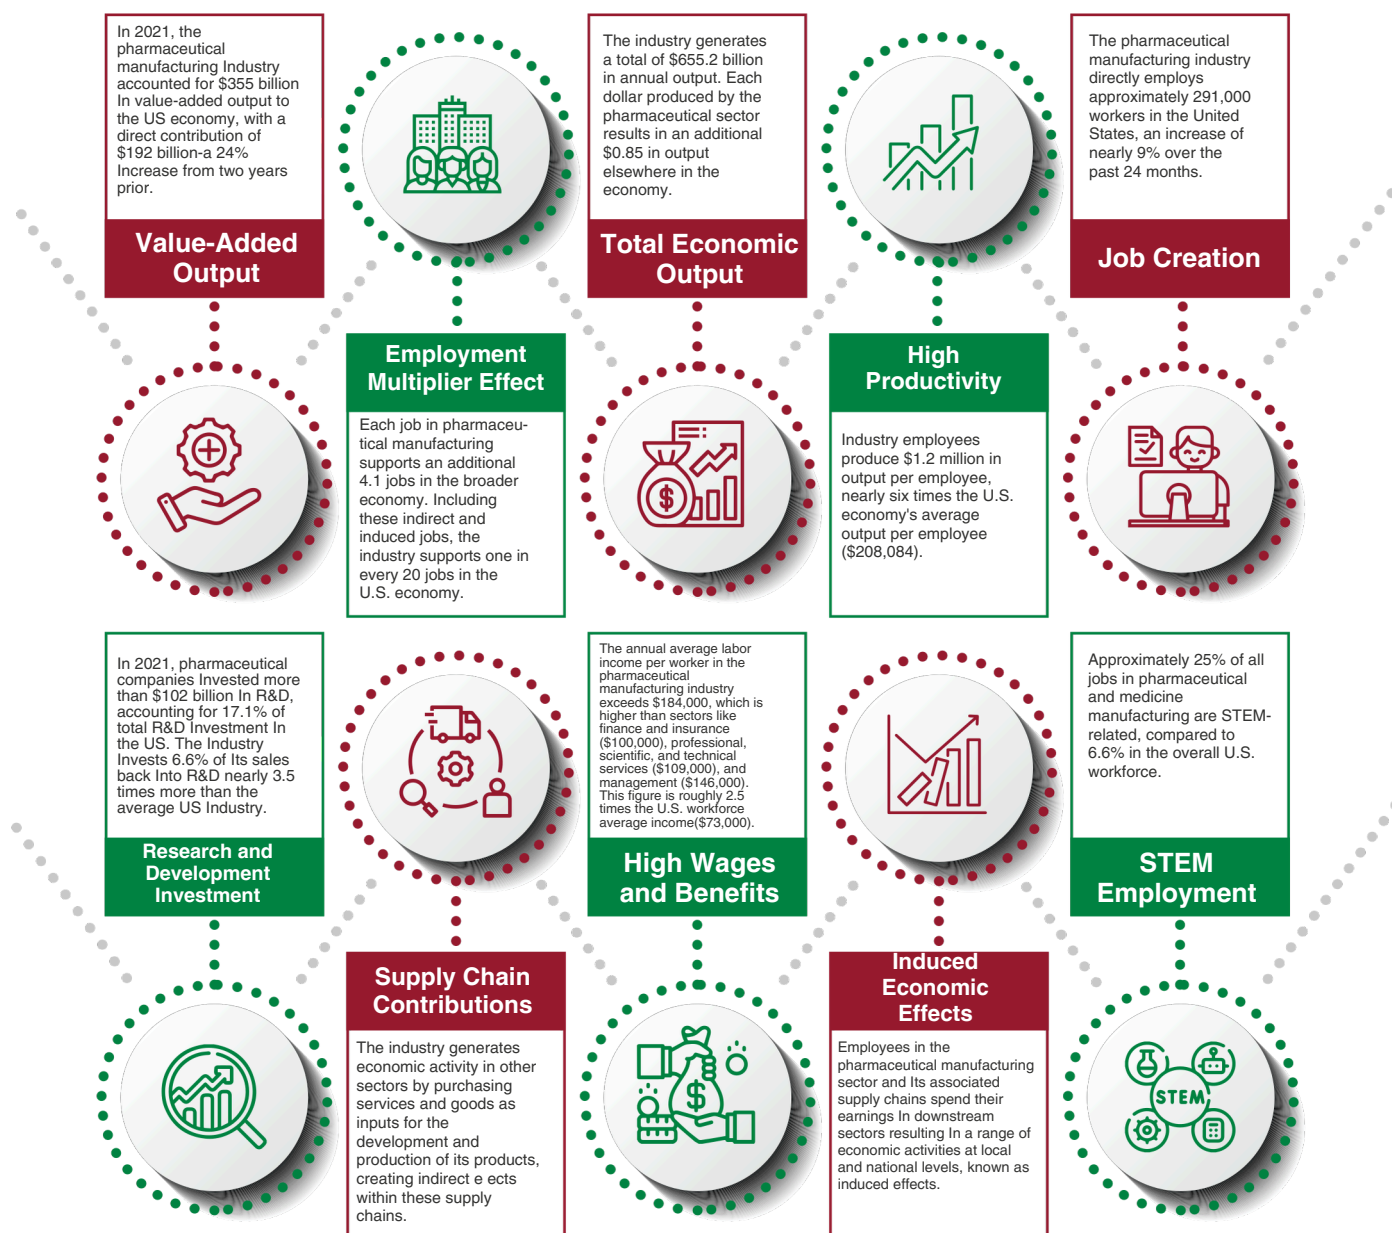 In 2021, the
pharmaceutical
manufacturing Industry
accounted for $355 billion
In value-added output to
the US economy, with a
direct contribution of
$192 billion-a 24%
Increase from two years
prior.
Value-Added
Output
The industry generates
a total of $655.2 billion
in annual output. Each
dollar produced by the
pharmaceutical sector
results in an additional
$0.85 in output
elsewhere in the
economy.
Total Economic
Output
The pharmaceutical
manufacturing industry
directly employs
approximately 291,000
workers in the United
States, an increase of
nearly 9% over the
past 24 months.
Job Creation
Employment
Multiplier Effect
Each job in pharmaceu-
tical manufacturing
supports an additional
4.1 jobs in the broader
economy. Including
these indirect and
induced jobs, the
industry supports one in
every 20 jobs in the
U.S. economy.
High
Productivity
Industry employees
produce $1.2 million in
output per employee,
nearly six times the U.S.
economy's average
output per employee
($208,084).
In 2021, pharmaceutical
companies Invested more
than $102 billion In R&D,
accounting for 17.1% of
total R&D Investment In
the US. The Industry
Invests 6.6% of Its sales
back Into R&D nearly 3.5
times more than the
average US Industry.
Research and
Development
Investment
The annual average labor
income per worker in the
pharmaceutical
manufacturing industry
exceeds $184,000, which is
higher than sectors like
finance and insurance
($100,000), professional,
scientific, and technical
services ($109,000), and
management ($146,000).
This figure is roughly 2.5
times the U.S. workforce
average income($73,000).
High Wages
and Benefits
Approximately 25% of all
jobs in pharmaceutical
and medicine
manufacturing are STEM-
related, compared to
6.6% in the overall U.S.
workforce.
STEM
Employment
Supply Chain
Contributions
The industry generates
economic activity in other
sectors by purchasing
services and goods as
inputs for the
development and
production of its products,
creating indirect e ects
within these supply
chains.
Induced
Economic
Effects
Employees in the
pharmaceutical manufacturing
sector and Its associated
supply chains spend their
earnings In downstream
sectors resulting In a range of
economic activities at local
and national levels, known as
induced effects.
STEM